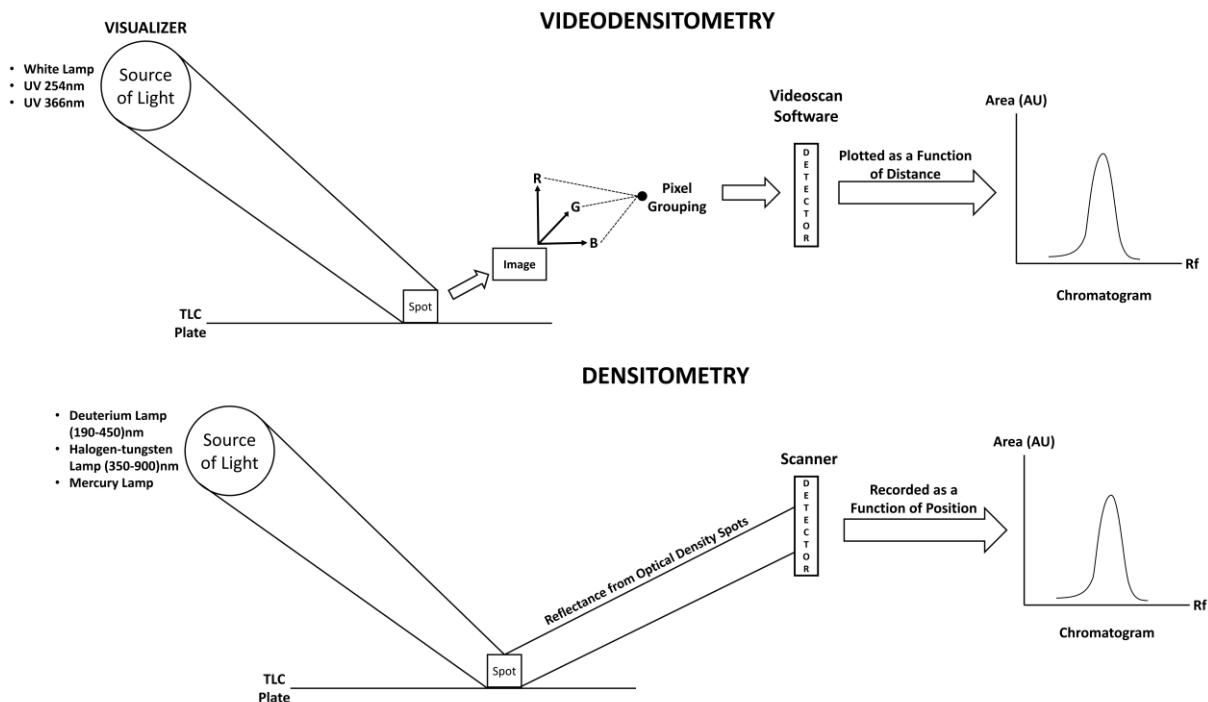 VIDEODENSITOMETRY
VISUALIZER
• White Lamp
• UV 254nm
• UV 366nm
Source
of Light
TLC
Plate
Spot
Image
R
G
B
Pixel
Grouping
Videoscan
Software
DETECTOR
Plotted as a Function
of Distance
Area (AU)
Rf
Chromatogram
DENSITOMETRY
• Deuterium Lamp
(190-450)nm
• Halogen-tungsten
Lamp (350-900)nm
• Mercury Lamp
Source
of Light
TLC
Plate
Spot
Reflectance from Optical Density Spots
Scanner
DETECTOR
Recorded as a
Function of Position
Area (AU)
Rf
Chromatogram